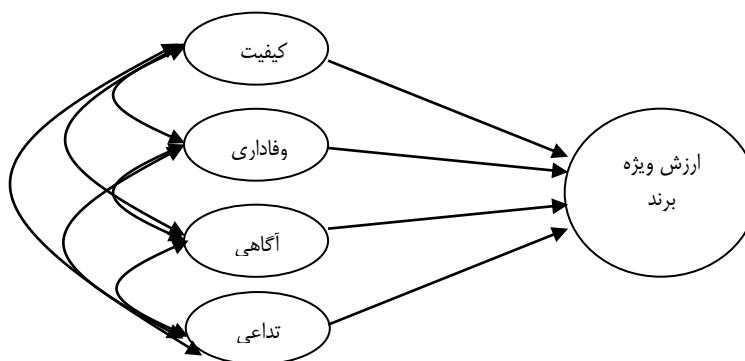 کیفیت
وفاداری
آگاهی
تداعی
ارزش ویژه
برند